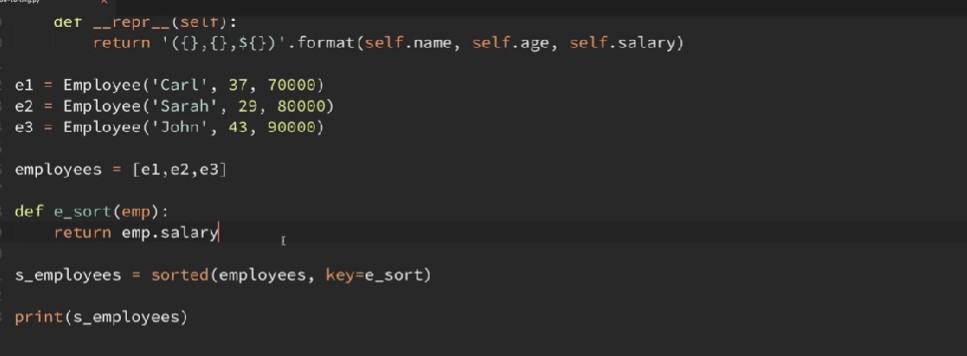 def __repr__(self):
return '({},{},${})'.format(self.name, self.age, self.salary)
e1 = Employee('Carl', 37, 70000)
e2 = Employee('Sarah', 29, 80000)
e3 = Employee('John', 43, 90000)
employees = [e1,e2,e3]
def e_sort(emp):
return emp.salary
s_employees = sorted(employees, key=e_sort)
print(s_employees)